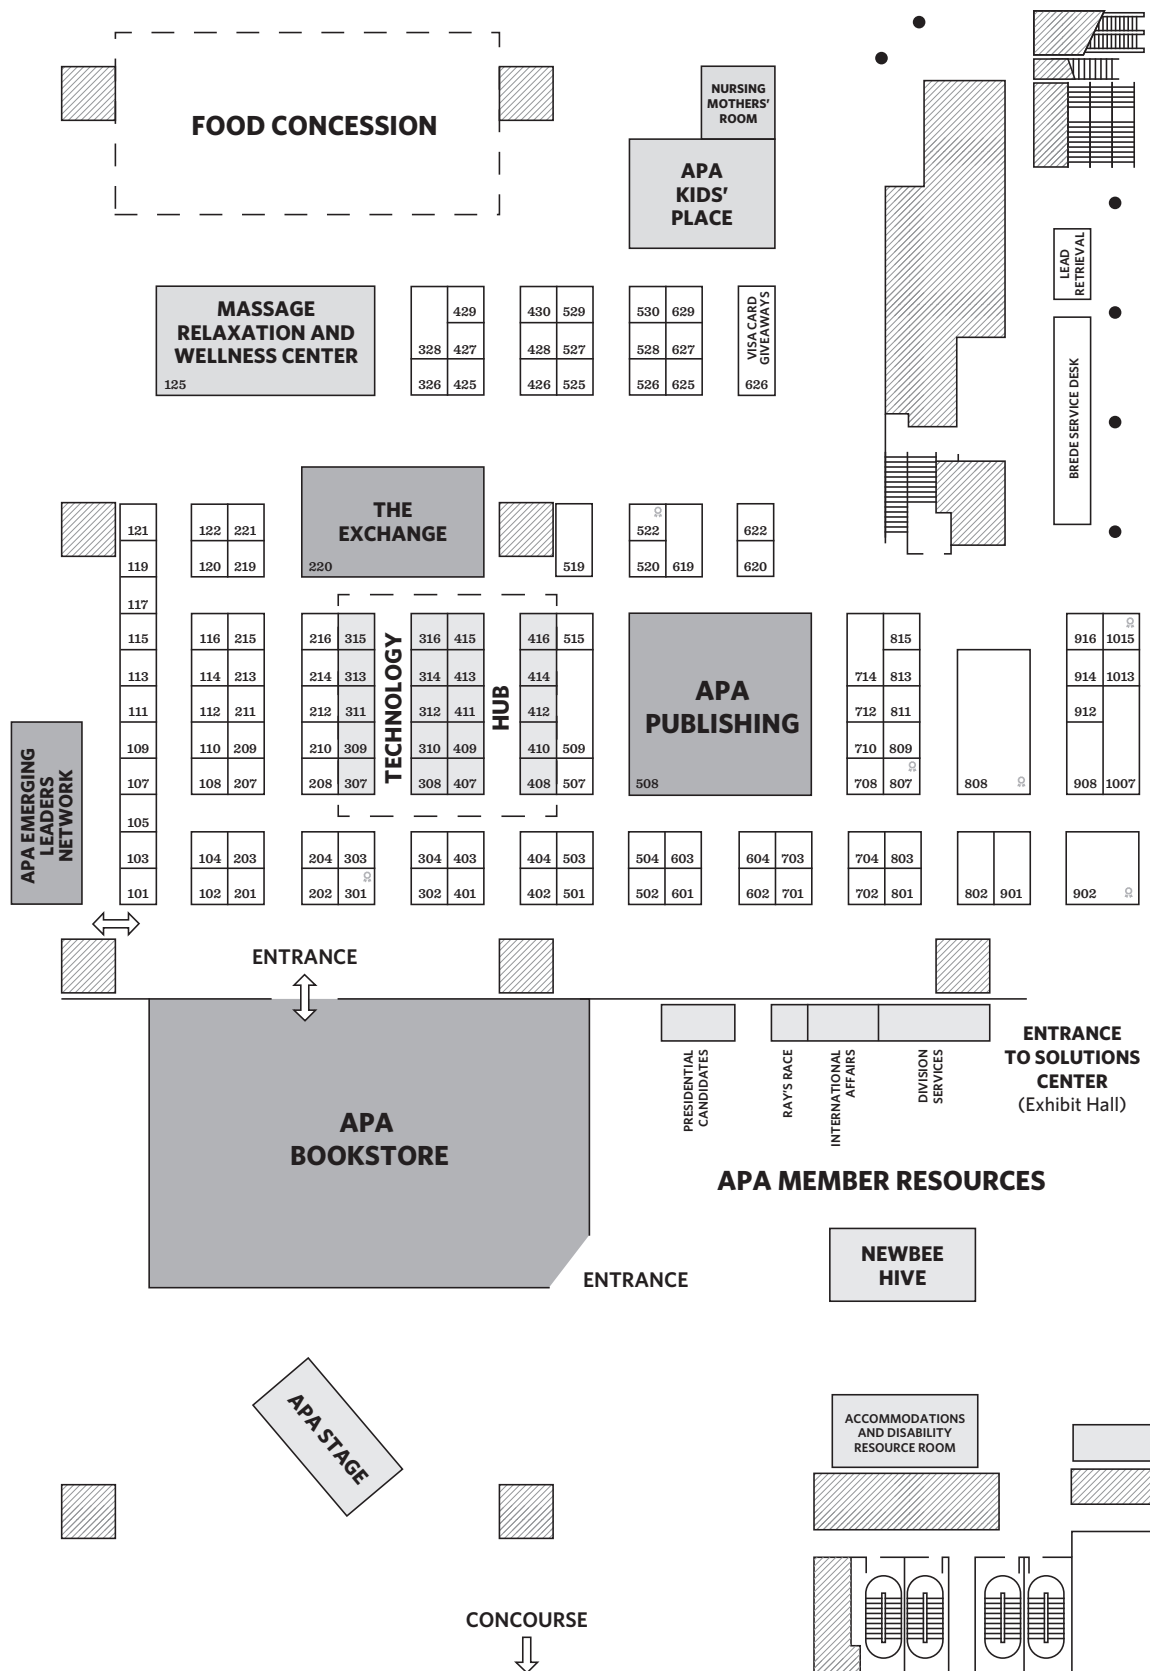 NURSING
MOTHERS'
ROOM
FOOD CONCESSION
APA
KIDS'
PLACE
LEAD
RETRIEVAL
MASSAGE
RELAXATION AND
WELLNESS CENTER
125
429
328 427
326 425
430 529
428 527
426 525
530 629
528 627
526 625
VISA CARD
GIVEAWAYS
626
BREDE SERVICE DESK
THE
EXCHANGE
220
121
119
117
115
113
111
109
107
105
103
101
122 221
120 219
519
522
520 619
622
620
116 215
114 213
112 211
110 209
108 207
216 315
214 313
212 311
210 309
208 307
TECHNOLOGY
HUB
316 415
314 413
312 411
310 409
308 407
416 515
414
412
410 509
408 507
APA
PUBLISHING
508
815
714 813
712 811
710 809
708 807
808
916 1015
914 1013
912
908 1007
APA EMERGING
LEADERS
NETWORK
104 203
102 201
204 303
202 301
304 403
302 401
404 503
402 501
504 603
502 601
604 703
602 701
704 803
702 801
802 901
902
ENTRANCE
PRESIDENTIAL
CANDIDATES
RAY'S RACE
INTERNATIONAL
AFFAIRS
DIVISION
SERVICES
ENTRANCE
TO SOLUTIONS
CENTER
(Exhibit Hall)
APA
BOOKSTORE
APA MEMBER RESOURCES
NEWBEE
HIVE
ENTRANCE
APA STAGE
ACCOMMODATIONS
AND DISABILITY
RESOURCE ROOM
CONCOURSE